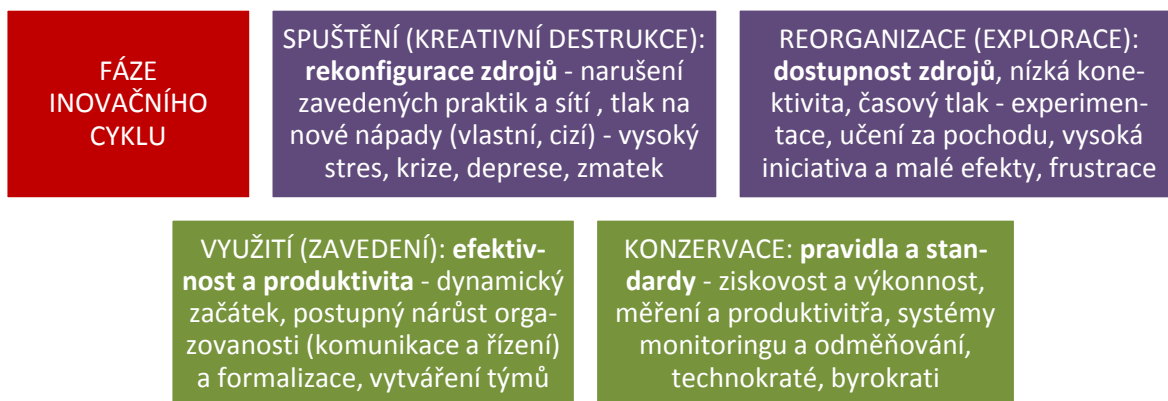 FÁZE
INOVAČNÍHO
CYKLU
SPUŠTĚNÍ (KREATIVNÍ DESTRUKCE):
rekonfigurace zdrojů - narušení
zavedených praktik a sítí , tlak na
nové nápady (vlastní, cizí) - vysoký
stres, krize, deprese, zmatek
REORGANIZACE (EXPLORACE):
dostupnost zdrojů, nízká kone-
ktivita, časový tlak - experimen-
tace, učení za pochodu, vysoká
iniciativa a malé efekty, frustrace
VYUŽITÍ (ZAVEDENÍ): efektiv-
nost a produktivita - dynamický
začátek, postupný nárůst orga-
zovanosti (komunikace a řízení)
a formalizace, vytváření týmů
KONZERVACE: pravidla a stan-
dardy - ziskovost a výkonnost,
měření a produktivitřa, systémy
monitoringu a odměňování,
technokraté, byrokrati